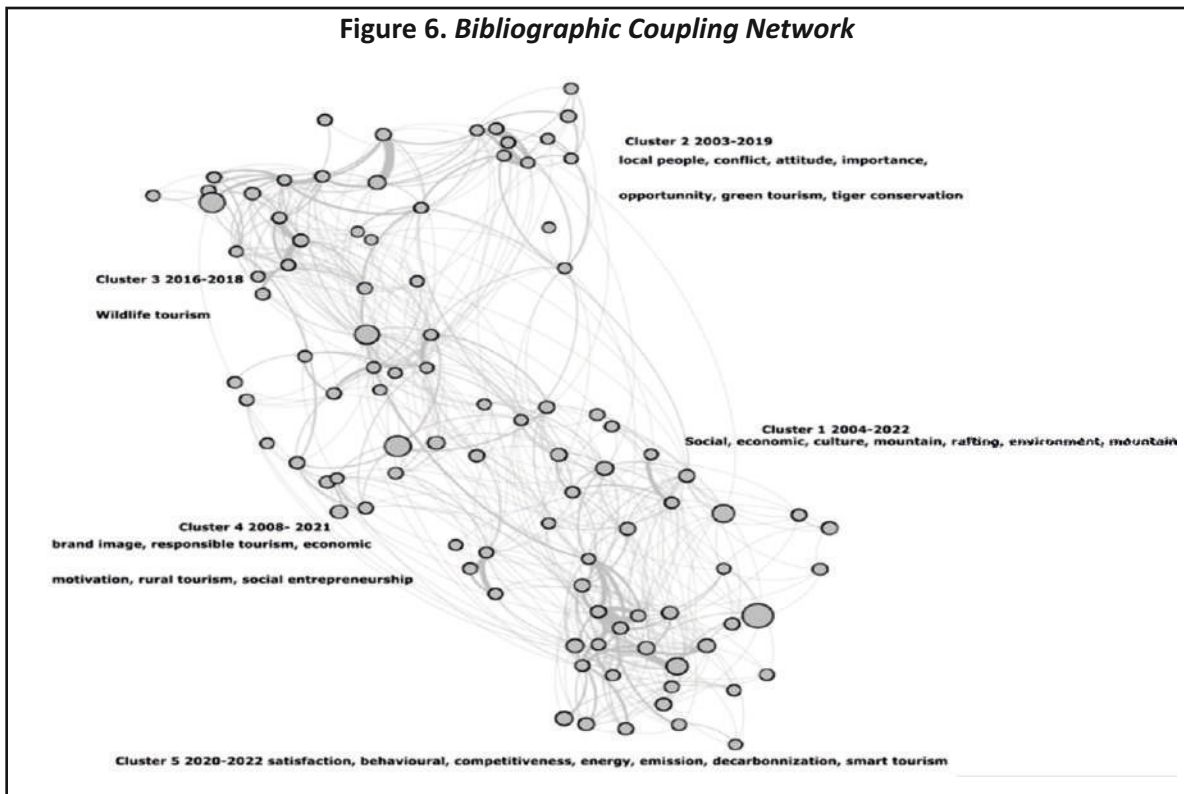 Figure 6. Bibliographic Coupling Network
Cluster 2 2003-2019
local people, conflict, attitude, importance,
opportunnity, green tourism, tiger conservation
Cluster 3 2016-2018
Wildlife tourism
Cluster 1 2004-2022
Social, economic, culture, mountain, rafting, environment, mountain
Cluster 4 2008- 2021
brand image, responsible tourism, economic
motivation, rural tourism, social entrepreneurship
Cluster 5 2020-2022 satisfaction, behavioural, competitiveness, energy, emission, decarbonnization, smart tourism